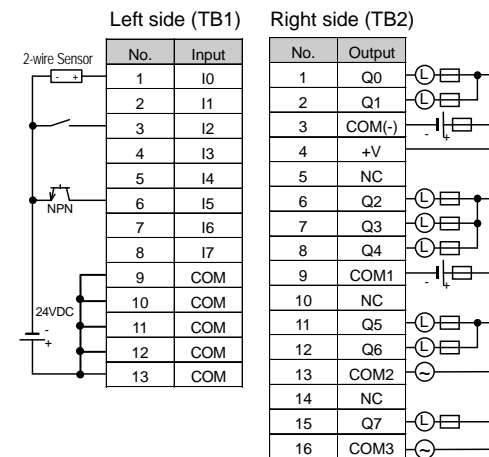 Left side (TB1)
Right side (TB2)
2-wire Sensor
- +
NPN
24VDC
-
+
No. Input
1 I0
2 I1
3 I2
4 I3
5 I4
6 I5
7 I6
8 I7
9 COM
10 COM
11 COM
12 COM
13 COM
No. Output
1 Q0 L
2 Q1 L
3 COM(-) - +
4 +V
5 NC
6 Q2 L
7 Q3 L
8 Q4 L
9 COM1 - +
10 NC
11 Q5 L
12 Q6 L
13 COM2 ~
14 NC
15 Q7 L
16 COM3 ~